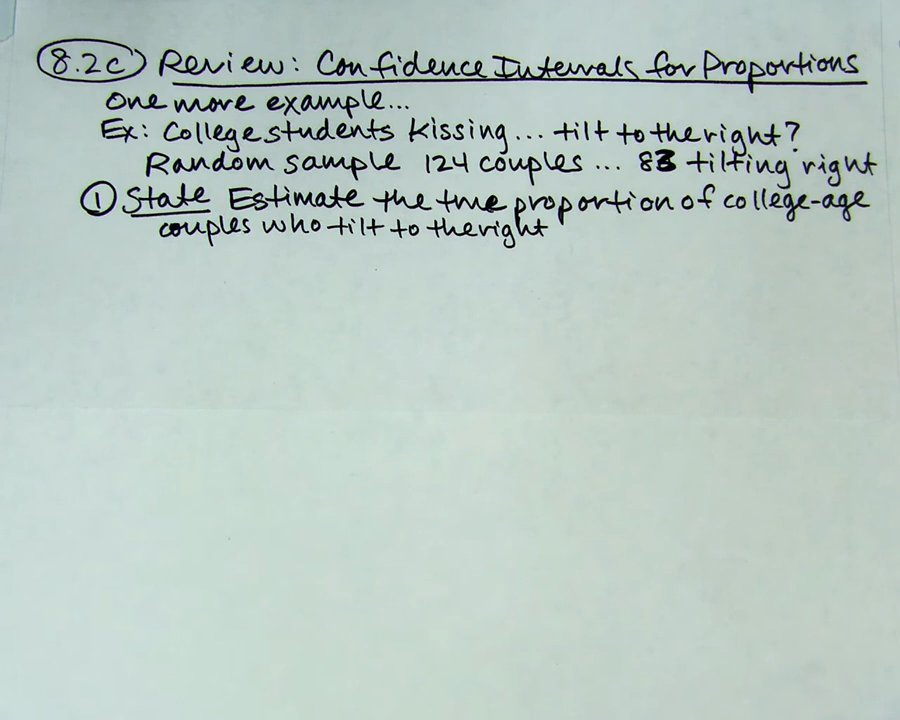 8.2c Review: Confidence Intervals for Proportions
One more example...
Ex: College students kissing... tilt to the right?
Random sample 124 couples... 83 tilting right
① State Estimate the true proportion of college-age
couples who tilt to the right